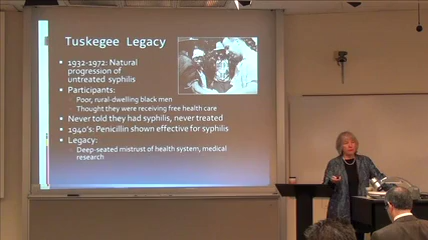 Tuskegee Legacy
1932-1972: Natural
progression of
untreated syphilis
Participants:
Poor, rural-dwelling black men
Thought they were receiving free health care
Never told they had syphilis, never treated
1940's: Penicillin shown effective for syphilis
Legacy:
Deep-seated mistrust of health system, medical
research